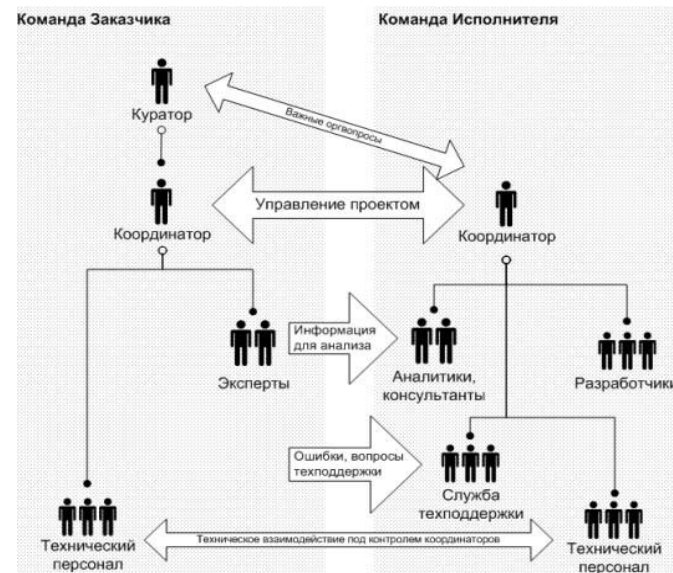 Команда Заказчика
Команда Исполнителя
Куратор
Важные оргвопросы
Координатор
Управление проектом
Координатор
Эксперты
Информация
для анализа
Аналитики,
консультанты
Разработчики
Ошибки, вопросы
техподдержки
Служба
техподдержки
Технический
персонал
Техническое взаимодействие под контролем координаторов
Технический
персонал